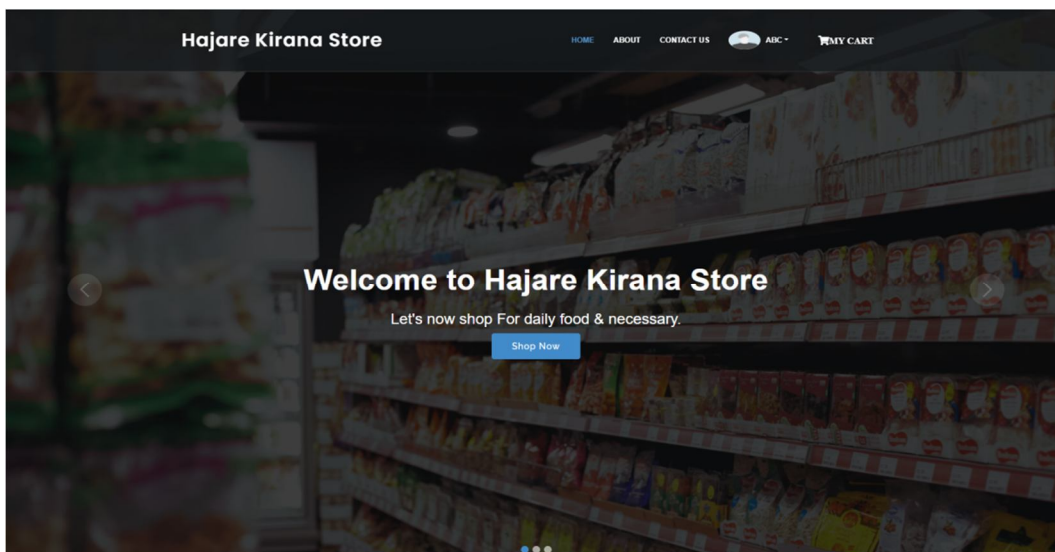 Hajare Kirana Store
HOME ABOUT CONTACT US ABC MY CART
Welcome to Hajare Kirana Store
Let's now shop For daily food & necessary.
Shop Now